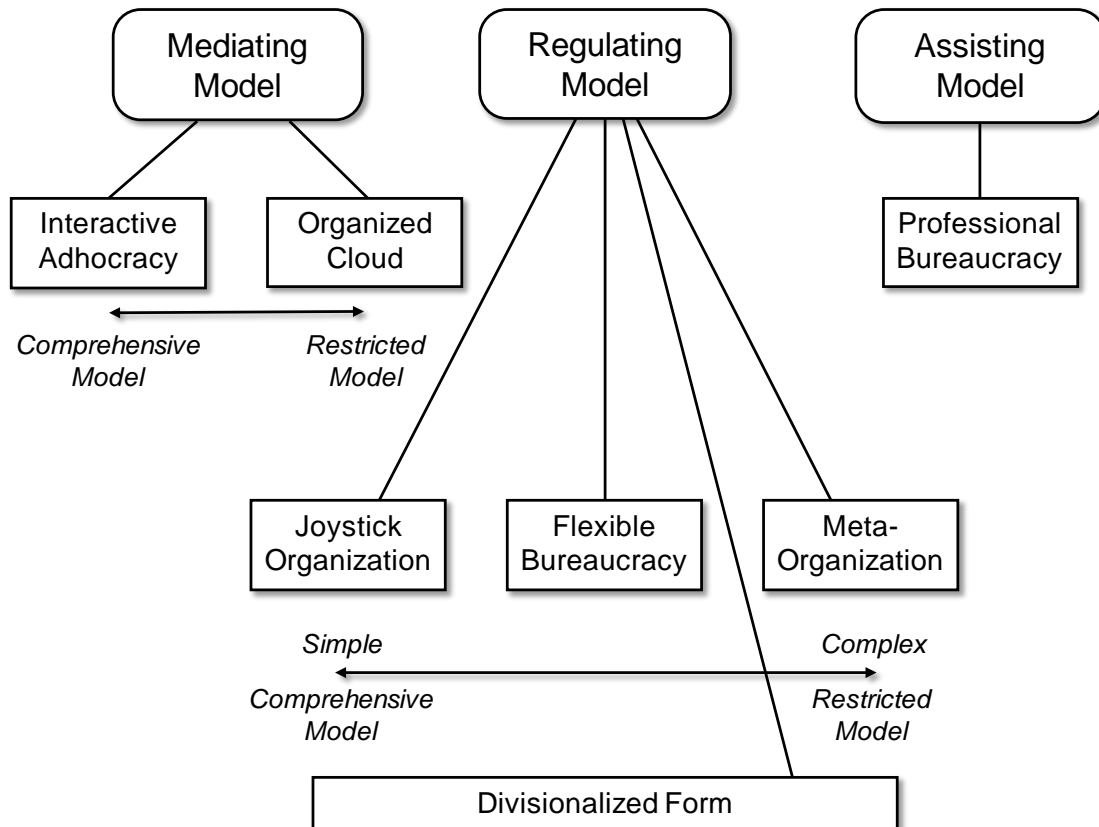 Mediating
Model
Regulating
Model
Assisting
Model
Interactive
Adhocracy
Organized
Cloud
Professional
Bureaucracy
Comprehensive
Model
Restricted
Model
Joystick
Organization
Flexible
Bureaucracy
Meta-
Organization
Simple
Complex
Comprehensive
Model
Restricted
Model
Divisionalized Form